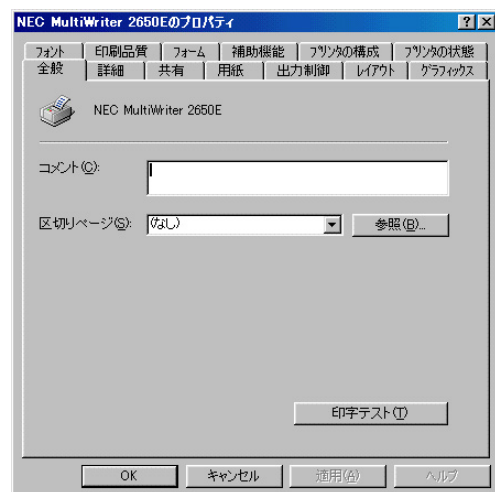 NEC MultiWriter 2650Eのプロパティ
フォント 印刷品質 フォーム 補助機能 プリンタの構成 プリンタの状態
全般 詳細 共有 用紙 出力制御 レイアウト グラフィックス
NEC MultiWriter 2650E
コメント(C):
区切りページ(S): (なし) 参照(B)...
印字テスト(T)
OK キャンセル 適用(A) ヘルプ